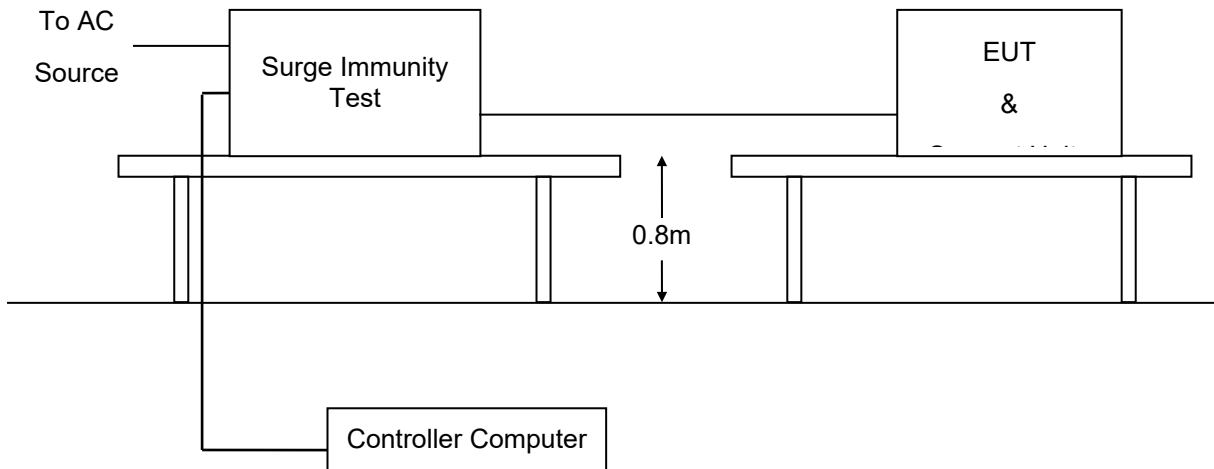 To AC
Source
Surge Immunity
Test
EUT
&
0.8m
Controller Computer